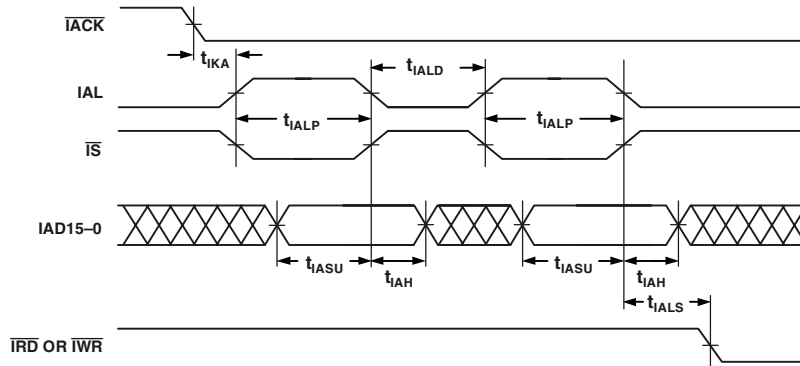 IACK
tIKA
tIALD
IAL
tIALP
tIALP
IS
IAD15–0
tIASU
tIAH
tIASU
tIAH
tIALS
IRD OR IWR